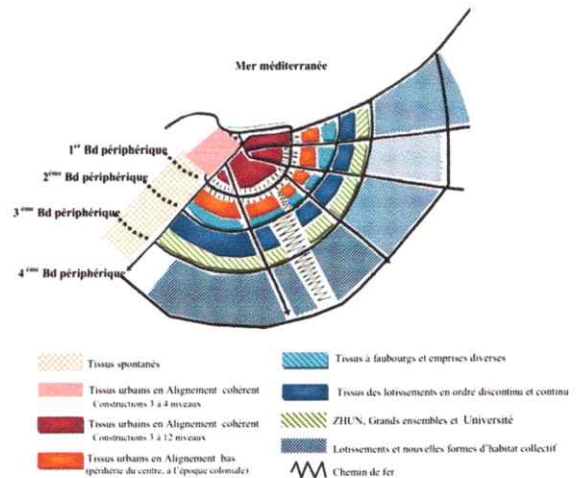 Mer méditerranée
1er Bd périphérique
2ème Bd périphérique
3ème Bd périphérique
4ème Bd périphérique
Tissus spontanés
Tissus urbains en Alignement cohérent
Constructions 3 à 4 niveaux
Tissus urbains en Alignement cohérent
Constructions 3 à 12 niveaux
Tissus urbains en Alignement bas
(périhérie du centre, à l'époque coloniale)
Tissus à faubourgs et emprises diverses
Tissus des lotissements en ordre discontinu et continu
ZHUN, Grands ensembles et Université
Lotissements et nouvelles formes d'habitat collectif
Chemin de fer